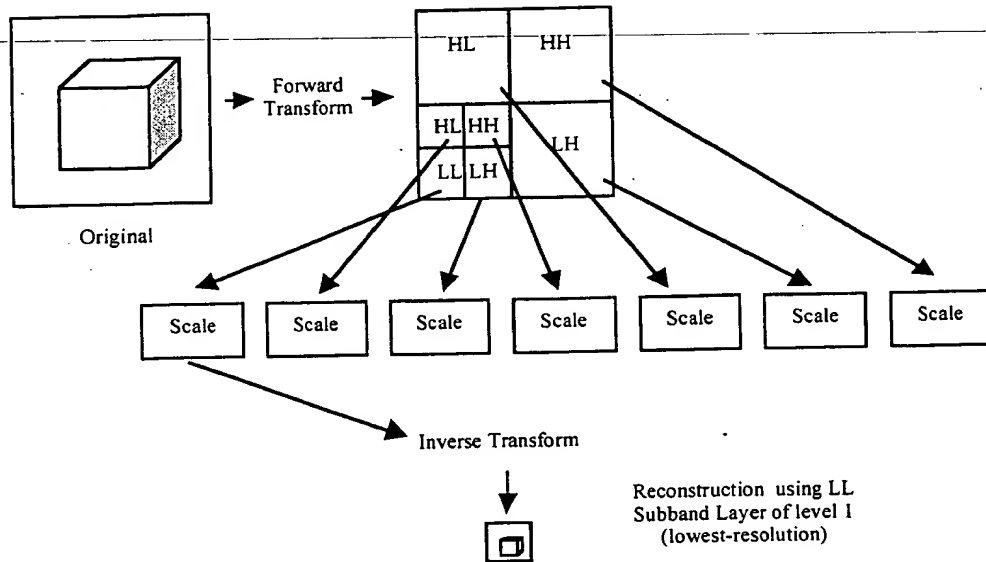 HL HH
Forward
Transform
HL HH
LH
LL LH
Original
Scale Scale Scale Scale Scale Scale Scale
Inverse Transform
Reconstruction using LL
Subband Layer of level 1
(lowest-resolution)